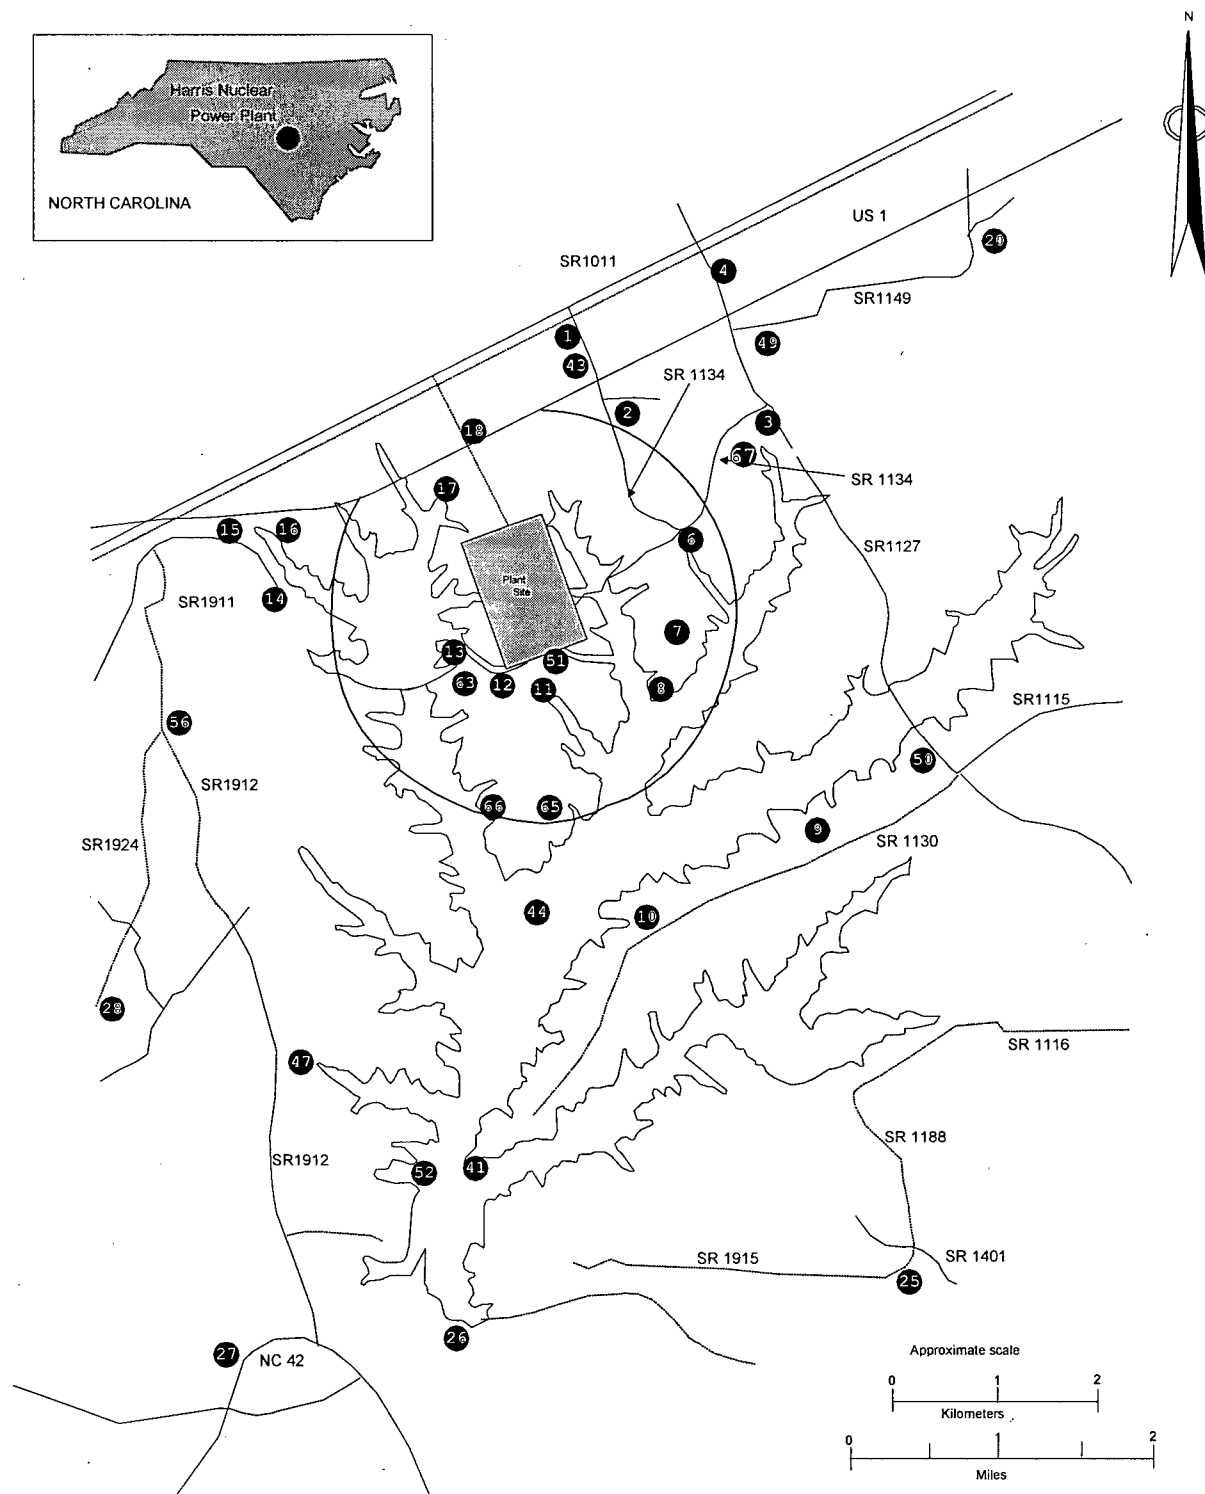 N
Harris Nuclear
Power Plant
NORTH CAROLINA
US 1
20
SR1011
4
SR1149
1
49
43
SR 1134
2
3
18
67
SR 1134
17
15
16
6
SR1127
Plant
Site
14
SR1911
7
13
51
63
12
11
8
SR1115
56
50
SR1912
66
65
9
SR1924
SR 1130
44
10
28
SR 1116
47
SR 1188
SR1912
52
41
SR 1915
SR 1401
25
26
27
NC 42
Approximate scale
0 1 2
Kilometers
0 1 2
Miles